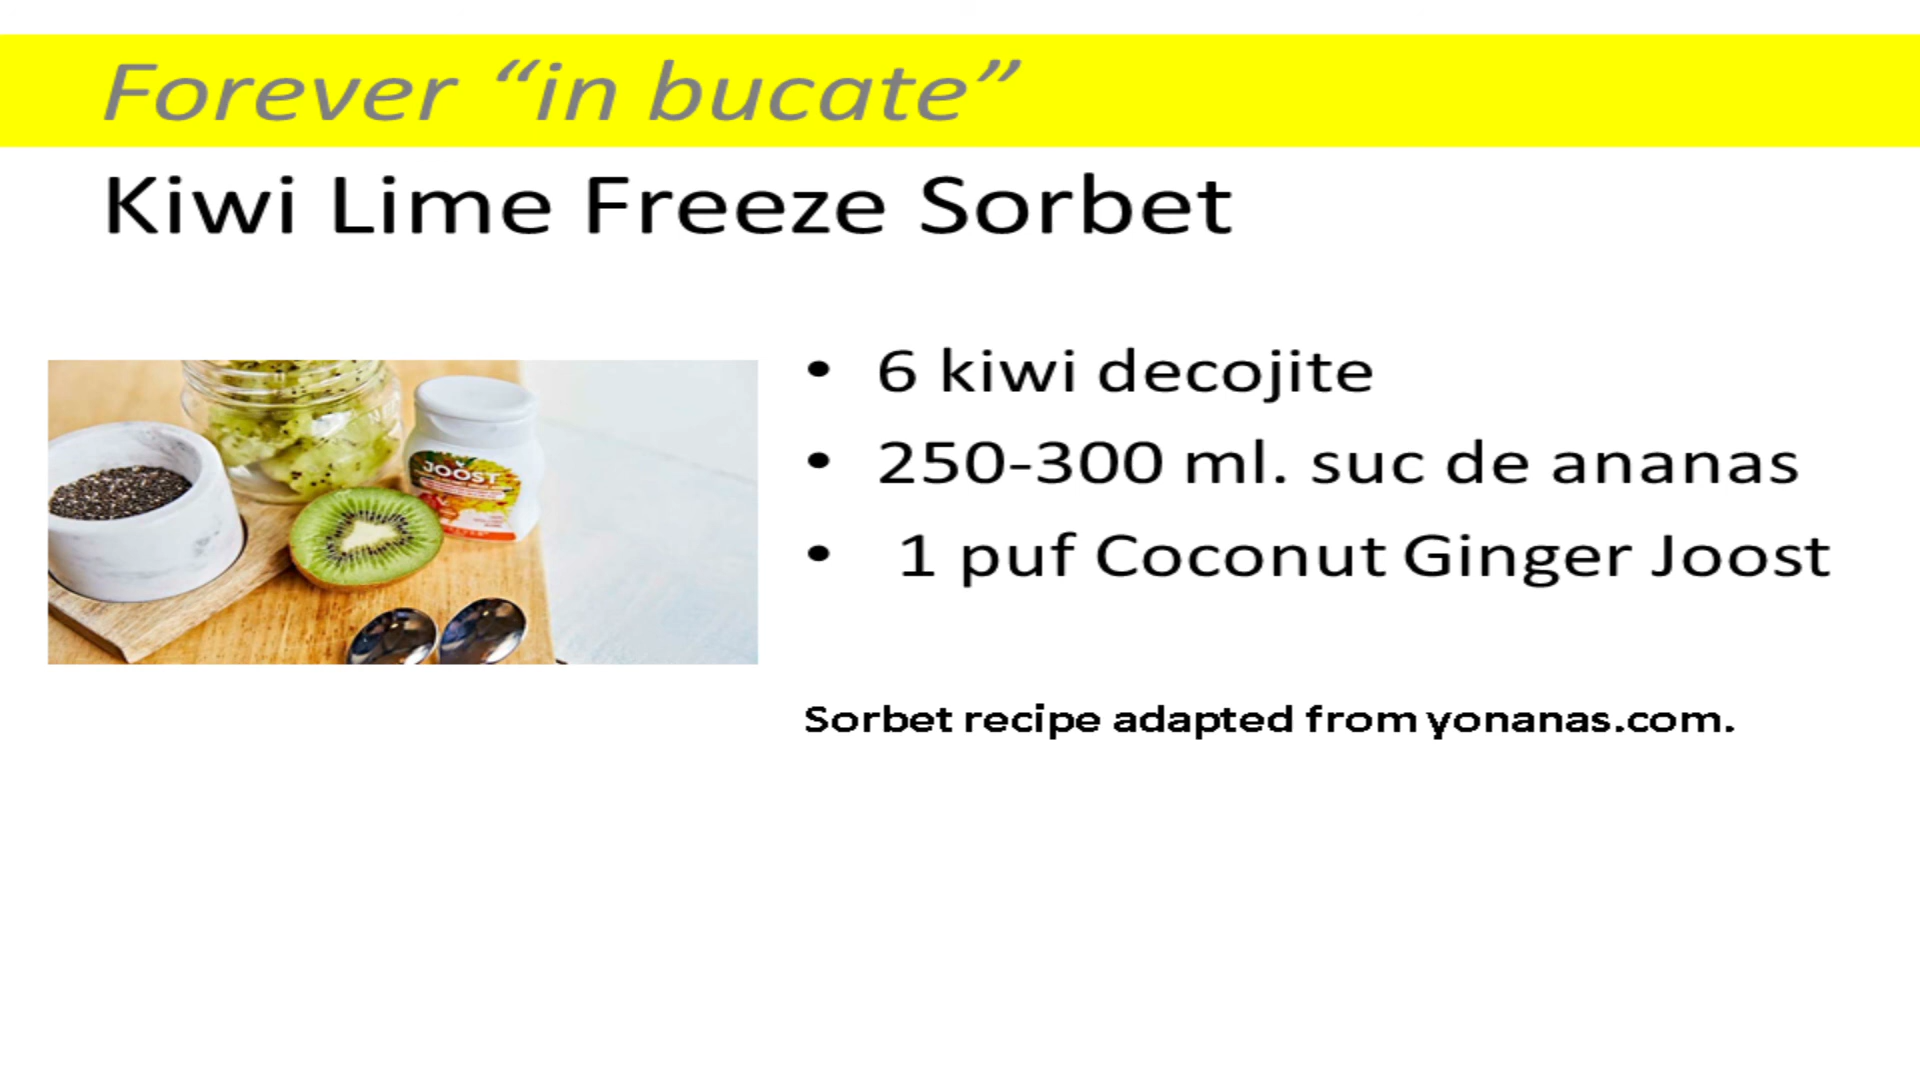 Forever “in bucate”
Kiwi Lime Freeze Sorbet
• 6 kiwi decojite
• 250-300 ml. suc de ananas
• 1 puf Coconut Ginger Joost
JOOST
Sorbet recipe adapted from yonanas.com.